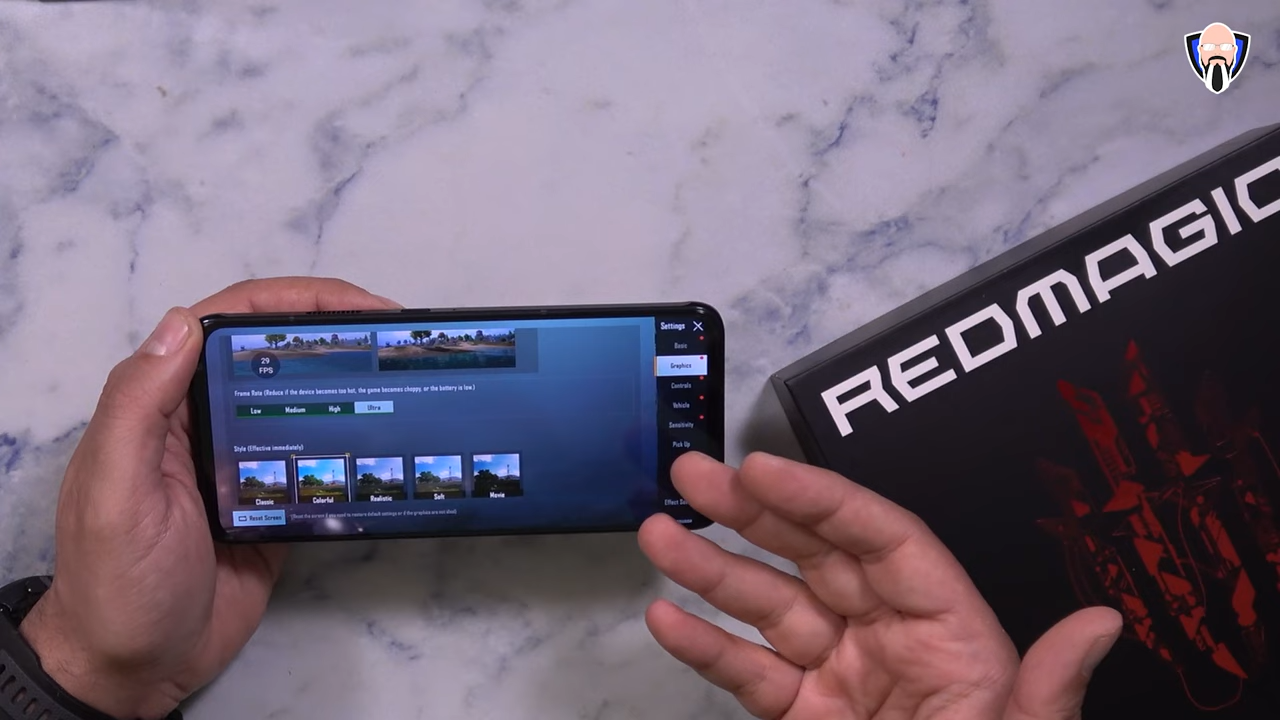 REDMAGIC
Settings
Basic
29
FPS
Graphics
Frame Rate (Reduce if the device becomes too hot, the game becomes choppy, or the battery is low.)
Controls
Low Medium High Ultra
Vehicle
Sensitivity
Style (Effective immediately)
Pick Up
Classic Colorful Realistic Soft Movie
Reset Screen